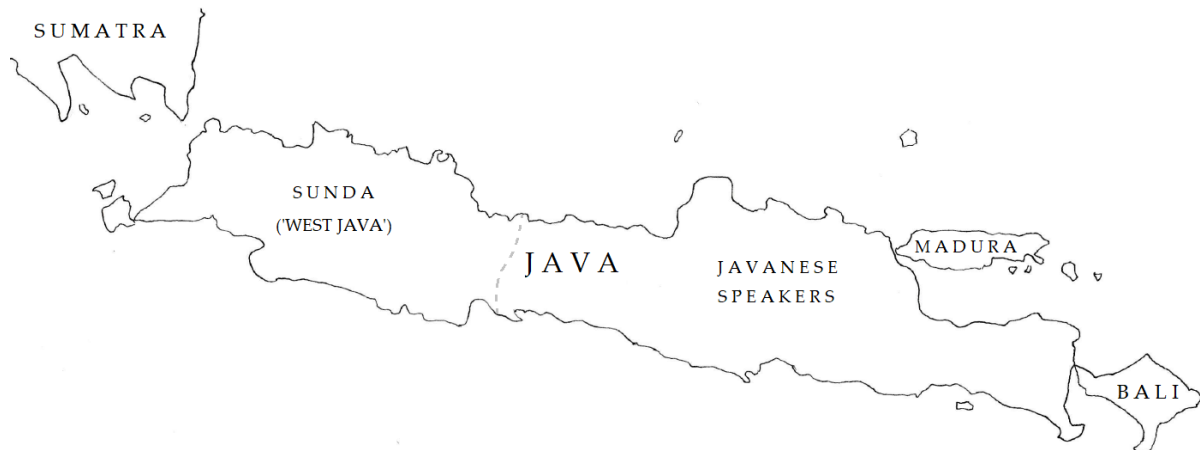 SUMATRA
SUNDA
('WEST JAVA')
JAVA
JAVANESE
SPEAKERS
MADURA
BALI